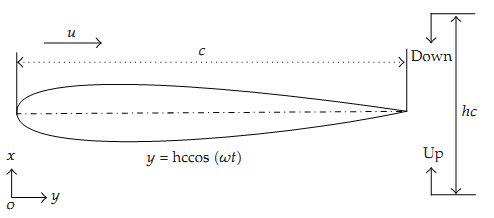 u
c
Down
hc
y = hccos (ωt)
Up
x
o
y